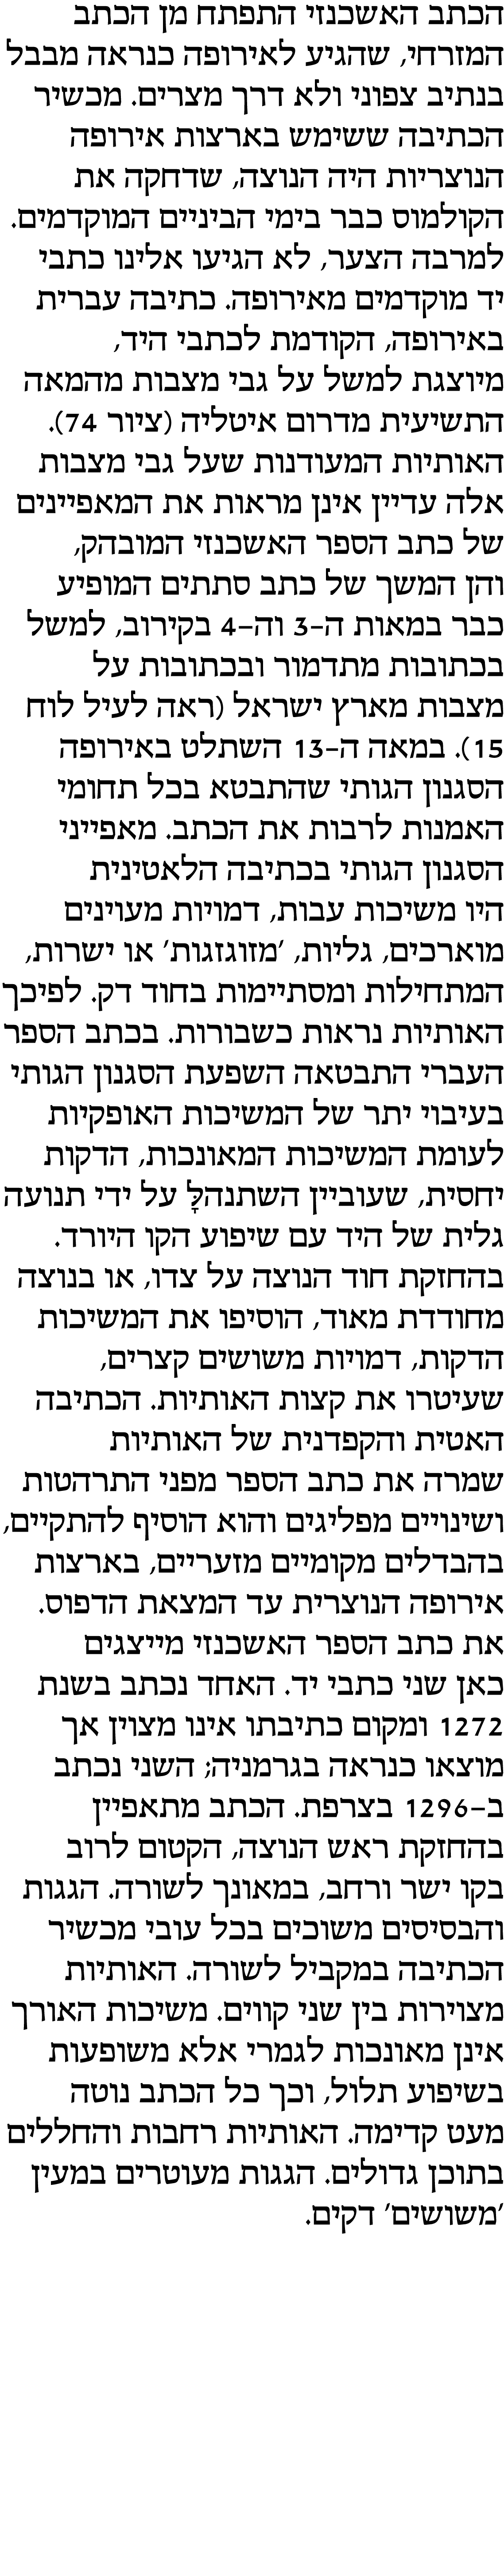 הכתב האשכנזי התפתח מן הכתב
המזרחי, שהגיע לאירופה כנראה מבבל
בנתיב צפוני ולא דרך מצרים. מכשיר
הכתיבה ששימש בארצות אירופה
הנוצריות היה הנוצה, שדחקה את
הקולמוס כבר בימי הביניים המוקדמים.
למרבה הצער, לא הגיעו אלינו כתבי
יד מוקדמים מאירופה. כתיבה עברית
באירופה, הקודמת לכתבי היד,
מיוצגת למשל על גבי מצבות מהמאה
התשיעית מדרום איטליה (ציור 74).
האותיות המעודנות שעל גבי מצבות
אלה עדיין אינן מראות את המאפיינים
של כתב הספר האשכנזי המובהק,
והן המשך של כתב סתתים המופיע
כבר במאות ה-3 וה-4 בקירוב, למשל
בכתובות מתדמור ובכתובות על
מצבות מארץ ישראל (ראה לעיל לוח
15). במאה ה-13 השתלט באירופה
הסגנון הגותי שהתבטא בכל תחומי
האמנות לרבות את הכתב. מאפייני
הסגנון הגותי בכתיבה הלאטינית
היו משיכות עבות, דמויות מעוינים
מוארכים, גליות, 'מזוגזגות' או ישרות,
המתחילות ומסתיימות בחוד דק. לפיכך
האותיות נראות כשבורות. בכתב הספר
העברי התבטאה השפעת הסגנון הגותי
בעיבוי יתר של המשיכות האופקיות
לעומת המשיכות המאונכות, הדקות
יחסית, שעוביין השתנהלָּ על ידי תנועה
גלית של היד עם שיפוע הקו היורד.
בהחזקת חוד הנוצה על צדו, או בנוצה
מחודדת מאוד, הוסיפו את המשיכות
הדקות, דמויות משושים קצרים,
שעיטרו את קצות האותיות. הכתיבה
האטית והקפדנית של האותיות
שמרה את כתב הספר מפני התרהטות
ושינויים מפליגים והוא הוסיף להתקיים,
בהבדלים מקומיים מזעריים, בארצות
אירופה הנוצרית עד המצאת הדפוס.
את כתב הספר האשכנזי מייצגים
כאן שני כתבי יד. האחד נכתב בשנת
1272 ומקום כתיבתו אינו מצוין אך
מוצאו כנראה בגרמניה; השני נכתב
ב-1296 בצרפת. הכתב מתאפיין
בהחזקת ראש הנוצה, הקטום לרוב
בקו ישר ורחב, במאונך לשורה. הגגות
והבסיסים משוכים בכל עובי מכשיר
הכתיבה במקביל לשורה. האותיות
מצוירות בין שני קווים. משיכות האורך
אינן מאונכות לגמרי אלא משופעות
בשיפוע תלול, וכך כל הכתב נוטה
מעט קדימה. האותיות רחבות והחללים
בתוכן גדולים. הגגות מעוטרים במעין
'משושים' דקים.